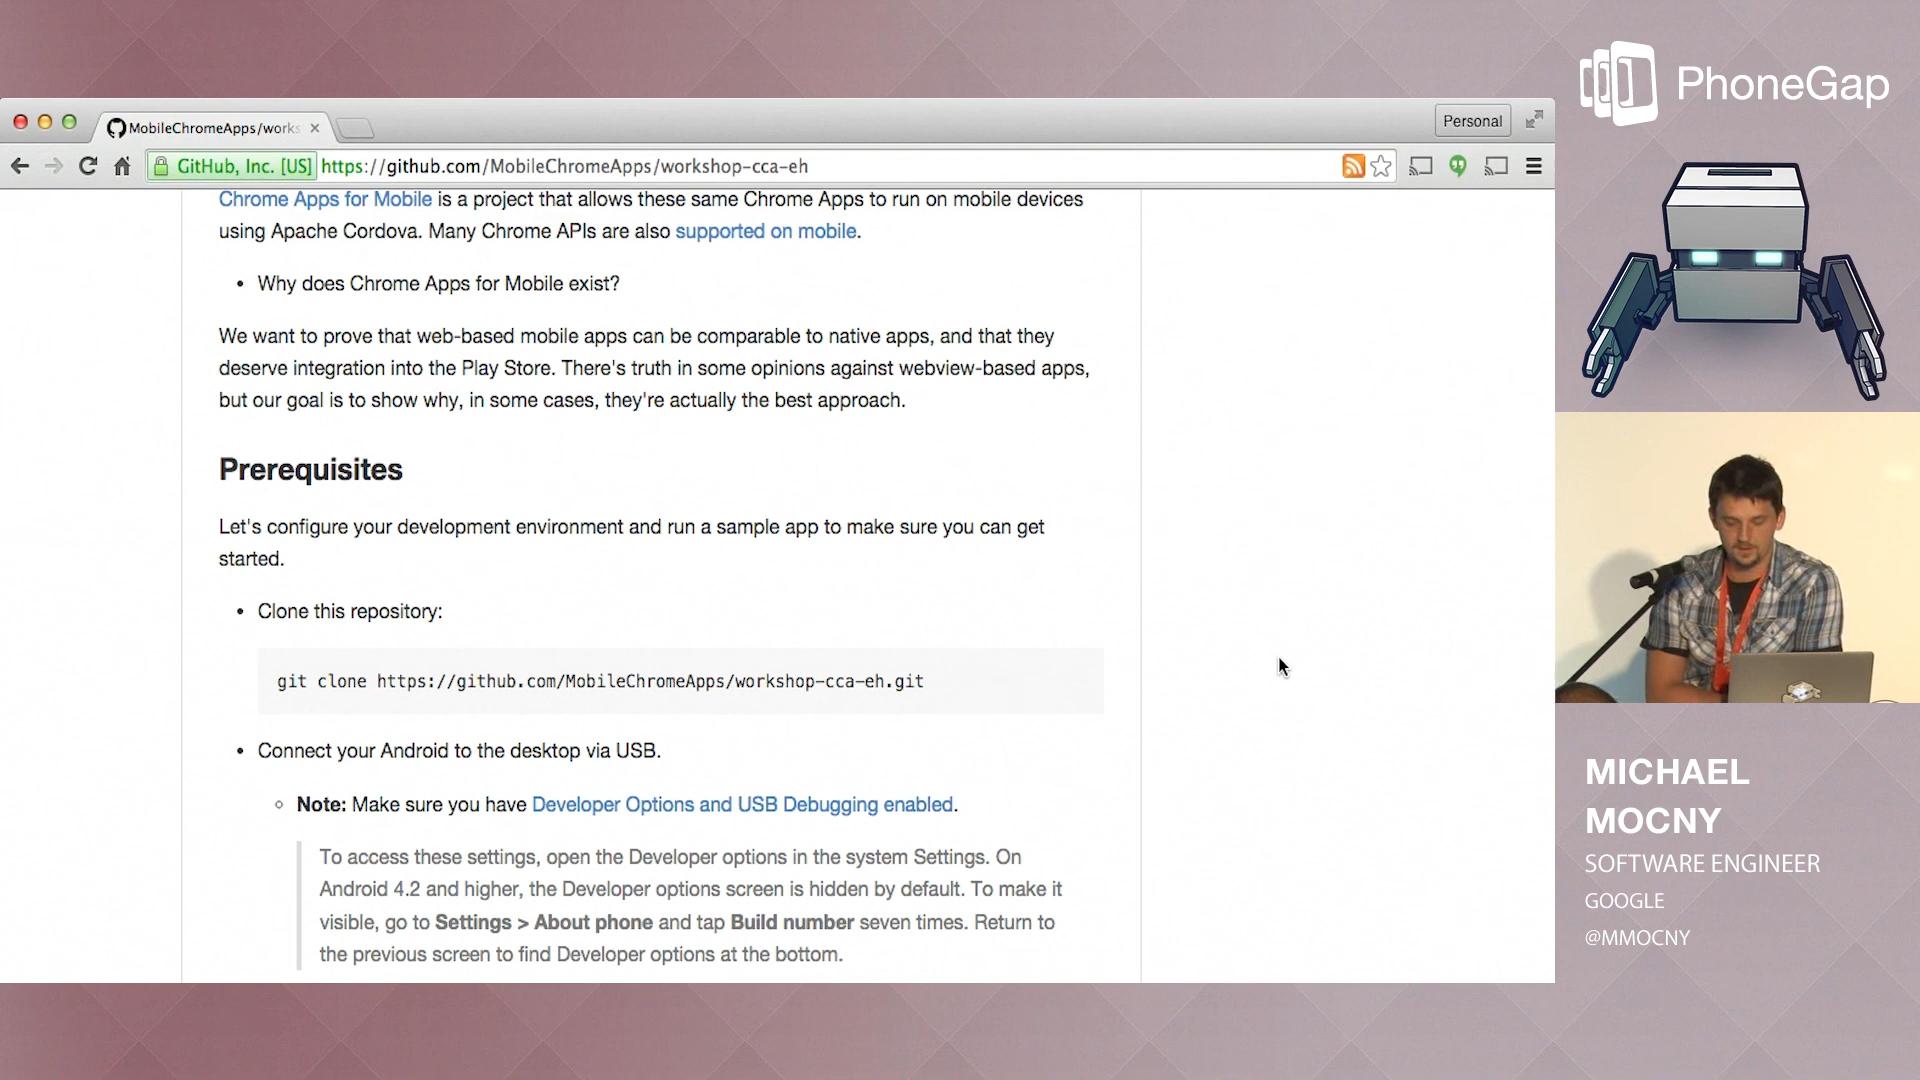 PhoneGap
MobileChromeApps/works
Personal
GitHub, Inc. [US] https://github.com/MobileChromeApps/workshop-cca-eh
Chrome Apps for Mobile is a project that allows these same Chrome Apps to run on mobile devices
using Apache Cordova. Many Chrome APIs are also supported on mobile.
• Why does Chrome Apps for Mobile exist?
We want to prove that web-based mobile apps can be comparable to native apps, and that they
deserve integration into the Play Store. There's truth in some opinions against webview-based apps,
but our goal is to show why, in some cases, they're actually the best approach.
Prerequisites
Let's configure your development environment and run a sample app to make sure you can get
started.
• Clone this repository:
git clone https://github.com/MobileChromeApps/workshop-cca-eh.git
• Connect your Android to the desktop via USB.
◦ Note: Make sure you have Developer Options and USB Debugging enabled.
To access these settings, open the Developer options in the system Settings. On
Android 4.2 and higher, the Developer options screen is hidden by default. To make it
visible, go to Settings > About phone and tap Build number seven times. Return to
the previous screen to find Developer options at the bottom.
MICHAEL
MOCNY
SOFTWARE ENGINEER
GOOGLE
@MMOCNY